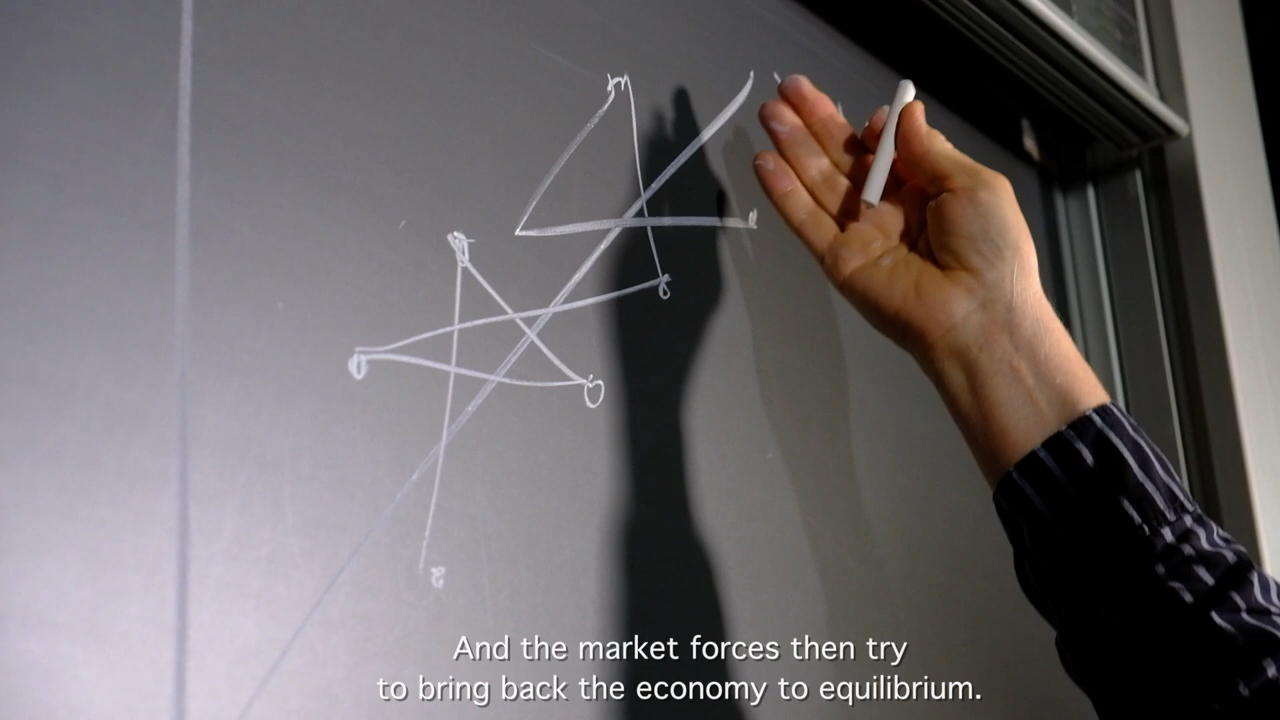 And the market forces then try
to bring back the economy to equilibrium.